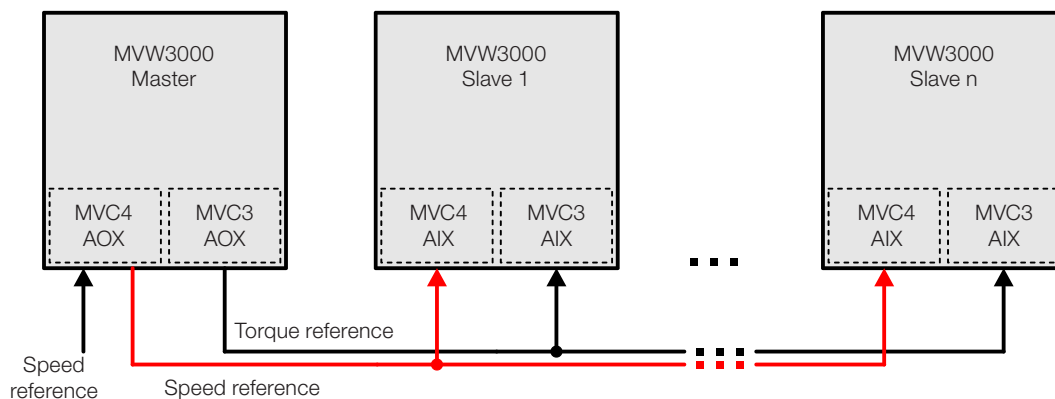 MVW3000
Master
MVW3000
Slave 1
MVW3000
Slave n
MVC4
AOX
MVC3
AOX
MVC4
AIX
MVC3
AIX
MVC4
AIX
MVC3
AIX
Torque reference
Speed
reference
Speed reference